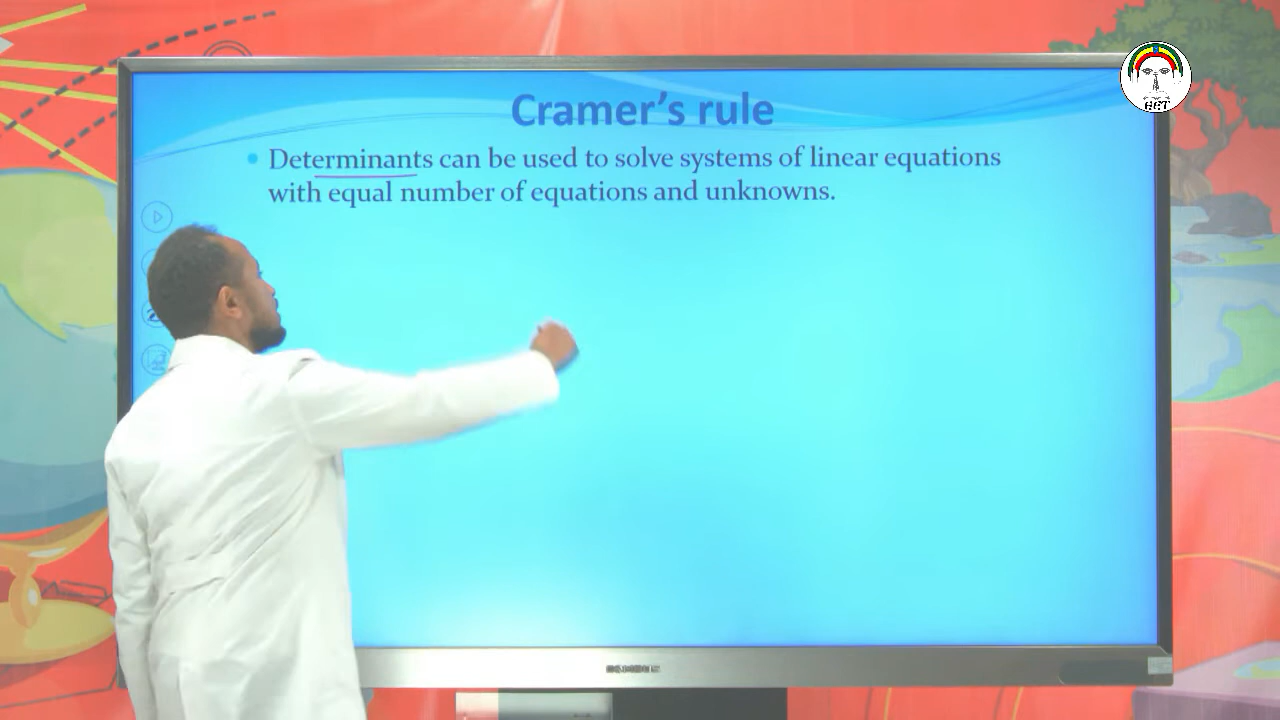 Cramer's rule
Determinants can be used to solve systems of linear equations
with equal number of equations and unknowns.